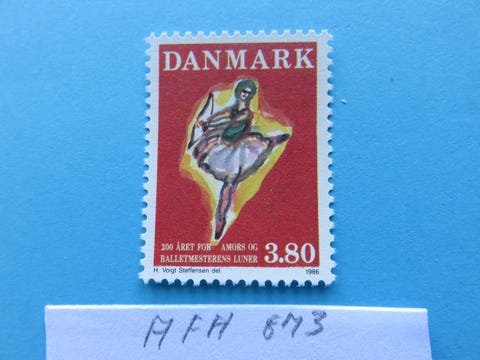 DANMARK
200 ÅRET FOR AMORS OG
BALLETMESTERENS LUNER 3.80
H. Voigt Steffensen del. 1986
AFA 873